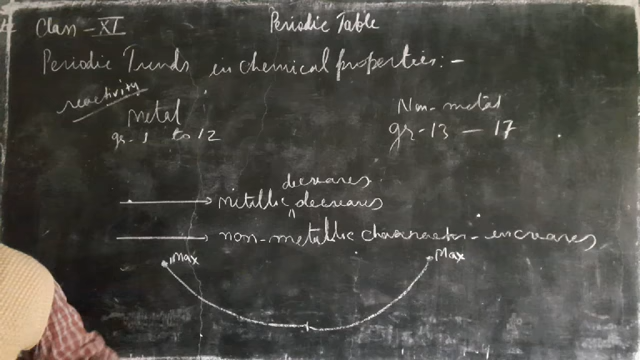 Class - XI
Periodic Table
Periodic Trends in chemical properties:-
reactivity
metal
gr-1 to 12
Non-metal
gr-13 - 17
decreases
metallic ^ decreases
non-metallic character - increases
Max
Max